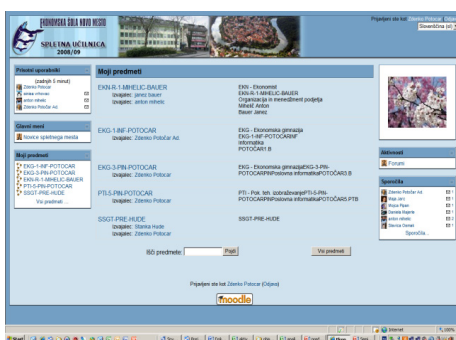 EKONOMSKA ŠOLA NOVO MESTO
SPLETNA UČILNICA
2008/09
Prijavljeni ste kot Zdenko Potočar
Slovenščina (sl)
Prisotni uporabniki
(zadnjih 5 minut)
Zdenko Potočar
anton mihelic
Zdenko Potočar Ad.
Glavni meni
Novice spletnega mesta
Moji predmeti
EKG-1-INF-POTOCAR
EKG-3-PIN-POTOCAR
EKN-R-1-MIHELIC-BAUER
PTI-5-PIN-POTOCAR
SSGT-PRE-HUDE
Vsi predmeti ...
Moji predmeti
EKN-R-1-MIHELIC-BAUER
Izvajalec: janez bauer
Izvajalec: anton mihelic
EKN - Ekonomist
EKN-R-1-MIHELIC-BAUER
Organizacija in menedžment podjetja
Mihelič Anton
Bauer Janez
EKG-1-INF-POTOCAR
Izvajalec: Zdenko Potočar Ad.
EKG - Ekonomska gimnazija
EKG-1-INF-POTOCARINF
Informatika
POTOČAR1.B
EKG-3-PIN-POTOCAR
Izvajalec: Zdenko Potočar
EKG - Ekonomska gimnazijaEKG-3-PIN-
POTOCARPINPoslovna informatikaPOTOČAR3.B
PTI-5-PIN-POTOCAR
Izvajalec: Zdenko Potočar
PTI - Pok. teh. izobraževanjePTI-5-PIN-
POTOCARPINPoslovna informatikaPOTOČAR5.PTB
SSGT-PRE-HUDE
Izvajalec: Slavica Hude
Izvajalec: Zdenko Potočar
SSGT-PRE-HUDE
Išči predmete:
Pojdi
Vsi predmeti
Prijavljeni ste kot Zdenko Potočar (Odjava)
moodle
Aktivnosti
Forumi
Sporočila
Zdenko Potočar Ad.
Maja Jarc
anton mihelic
Sporočila...
Internet
100%